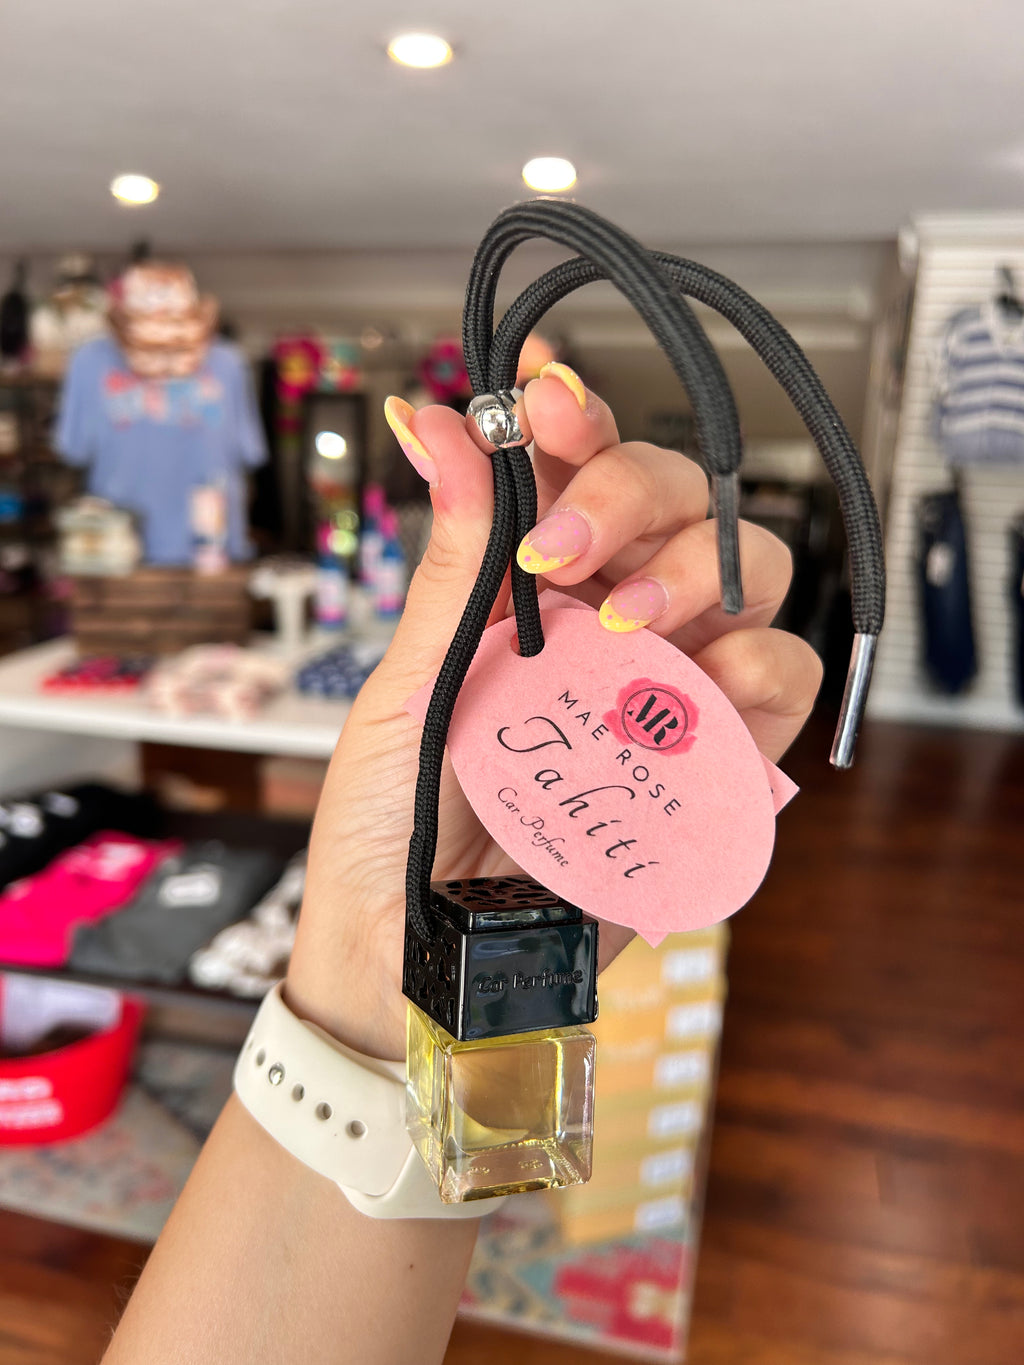 MR
MAE ROSE
Tahiti
Car Perfume
Car Perfume